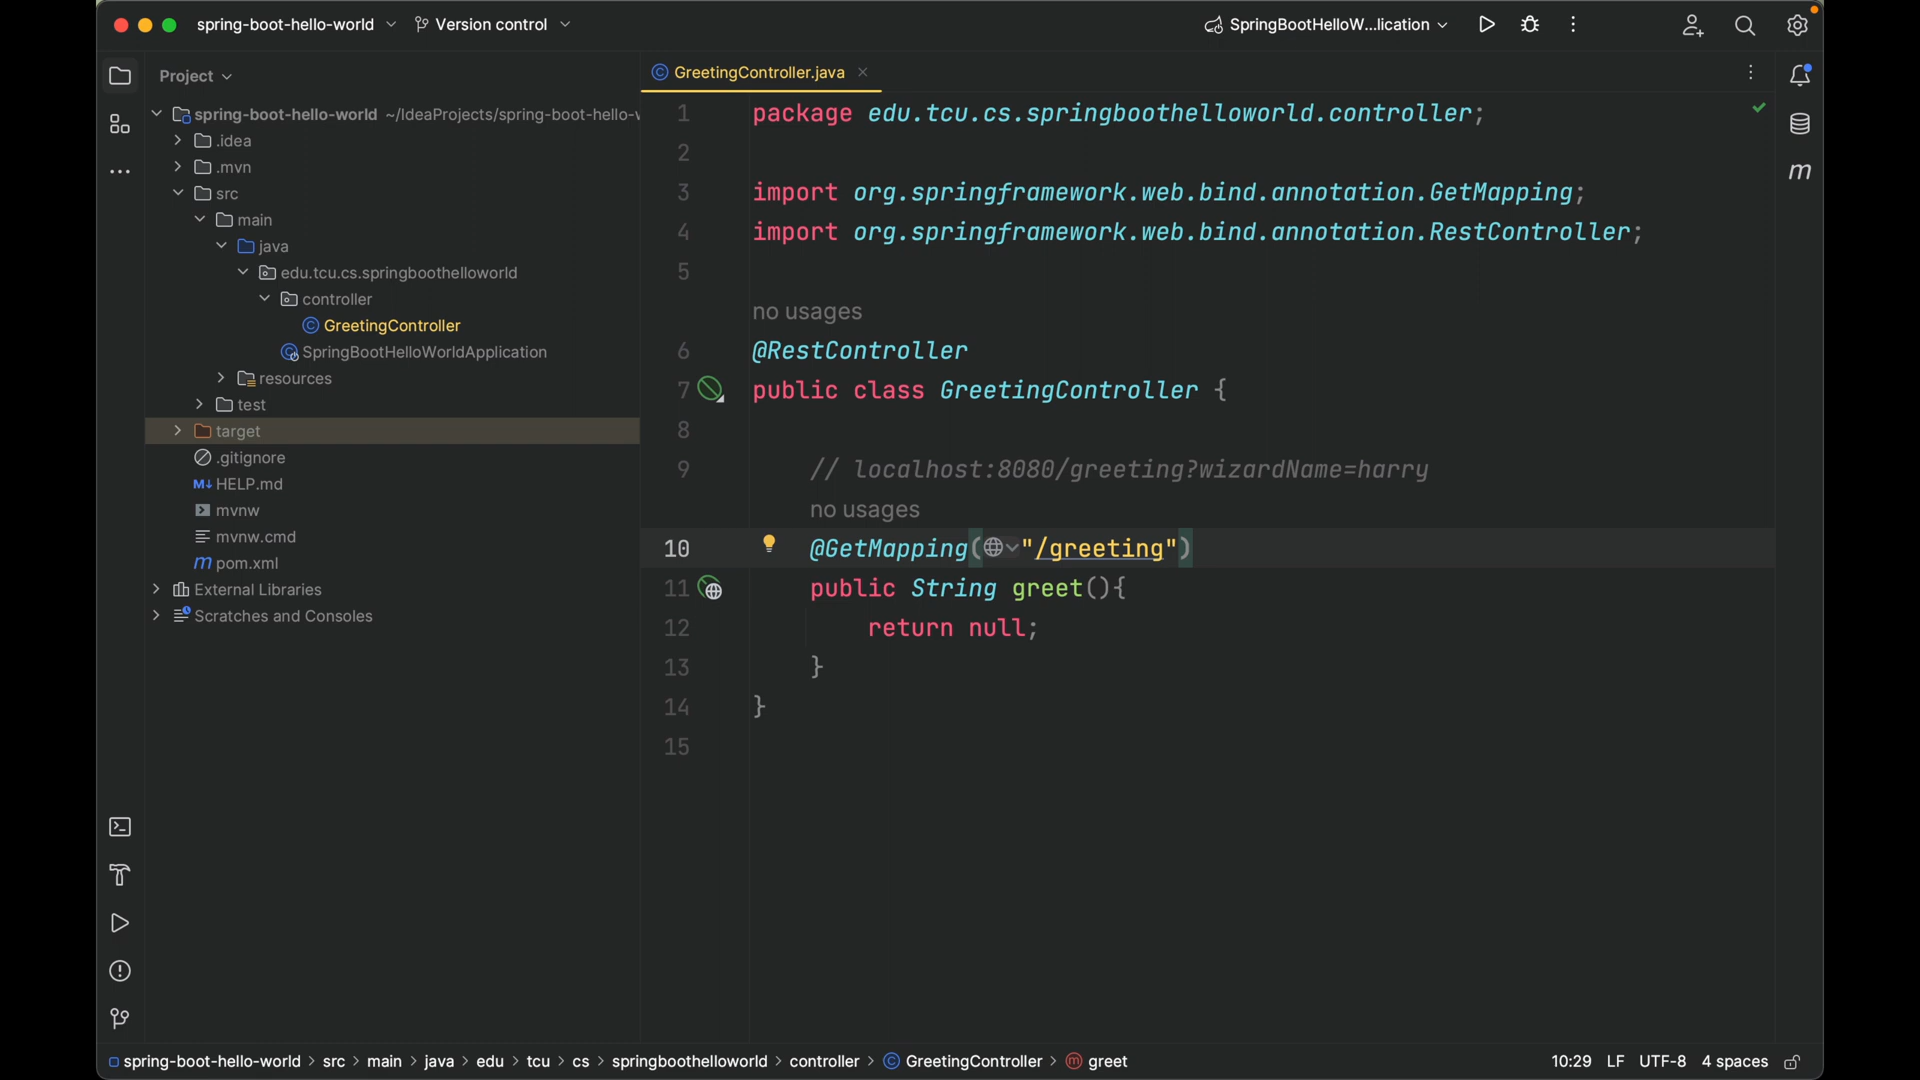 spring-boot-hello-world Version control SpringBootHelloW...lication
Project
spring-boot-hello-world ~/IdeaProjects/spring-boot-hello-
.idea
.mvn
src
main
java
edu.tcu.cs.springboothelloworld
controller
GreetingController
SpringBootHelloWorldApplication
resources
test
target
.gitignore
M↓ HELP.md
mvnw
mvnw.cmd
m pom.xml
External Libraries
Scratches and Consoles
GreetingController.java
1 package edu.tcu.cs.springboothelloworld.controller;
2
3 import org.springframework.web.bind.annotation.GetMapping;
4 import org.springframework.web.bind.annotation.RestController;
5
no usages
6 @RestController
7 public class GreetingController {
8
9 // localhost:8080/greeting?wizardName=harry
no usages
10 @GetMapping("/greeting")
11 public String greet(){
12 return null;
13 }
14 }
15
m
spring-boot-hello-world > src > main > java > edu > tcu > cs > springboothelloworld > controller > GreetingController > greet 10:29 LF UTF-8 4 spaces